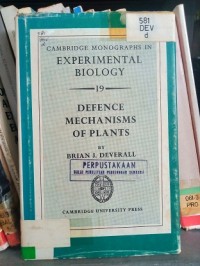 581
DEV
d
CAMBRIDGE MONOGRAPHS IN
EXPERIMENTAL
BIOLOGY
19
DEFENCE
MECHANISMS
OF PLANTS
BY
BRIAN J. DEVERALL
PERPUSTAKAAN
CAMBRIDGE UNIVERSITY PRESS